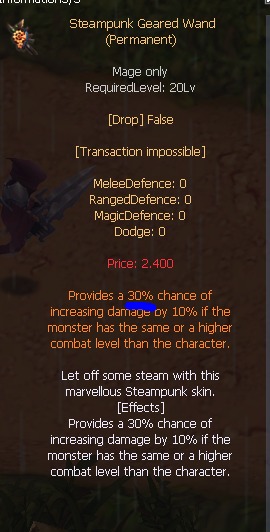 Steampunk Geared Wand
(Permanent)
Mage only
RequiredLevel: 20Lv
[Drop] False
[Transaction impossible]
MeleeDefence: 0
RangedDefence: 0
MagicDefence: 0
Dodge: 0
Price: 2.400
Provides a 30% chance of
increasing damage by 10% if the
monster has the same or a higher
combat level than the character.
Let off some steam with this
marvellous Steampunk skin.
[Effects]
Provides a 30% chance of
increasing damage by 10% if the
monster has the same or a higher
combat level than the character.